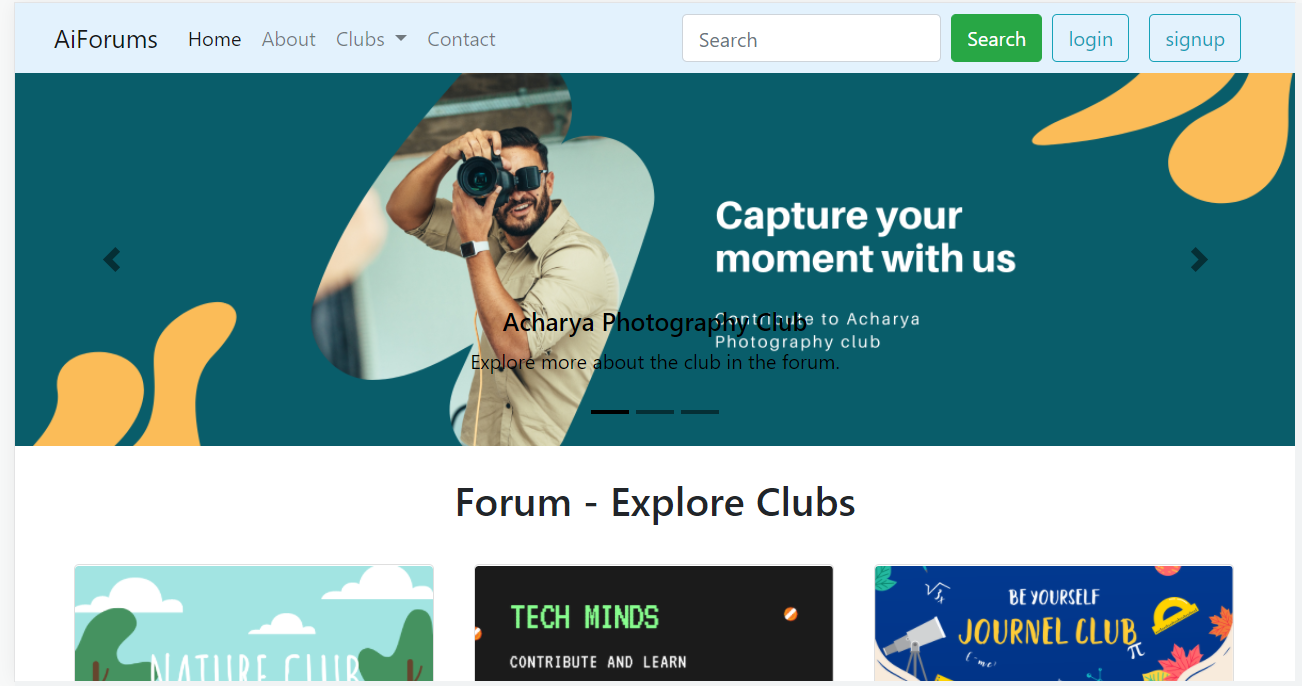 AiForums Home About Clubs Contact Search Search login signup
Capture your
moment with us
Contribute to Acharya
Photography club
Acharya Photography Club
Explore more about the club in the forum.
Forum - Explore Clubs
NATURE CLUB
TECH MINDS
CONTRIBUTE AND LEARN
BE YOURSELF
JOURNEL CLUB